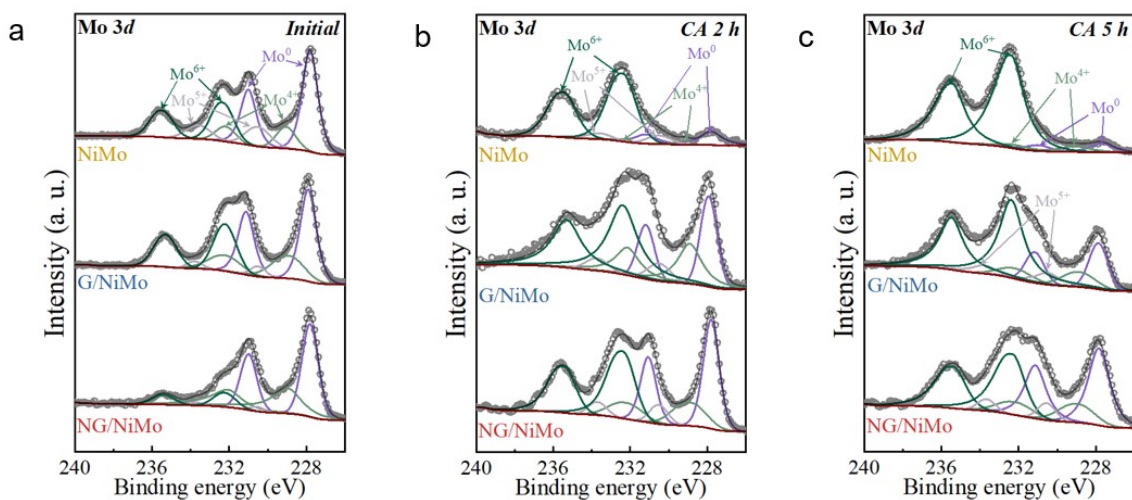 a
Mo 3d Initial
Mo⁶⁺
Mo⁰
Mo⁵⁺
Mo⁴⁺
NiMo
G/NiMo
NG/NiMo
Intensity (a. u.)
240 236 232 228
Binding energy (eV)
b
Mo 3d CA 2 h
Mo⁶⁺
Mo⁰
Mo⁵⁺
Mo⁴⁺
NiMo
G/NiMo
NG/NiMo
Intensity (a. u.)
240 236 232 228
Binding energy (eV)
c
Mo 3d CA 5 h
Mo⁶⁺
Mo⁴⁺
Mo⁰
NiMo
Mo⁵⁺
G/NiMo
NG/NiMo
Intensity (a. u.)
240 236 232 228
Binding energy (eV)